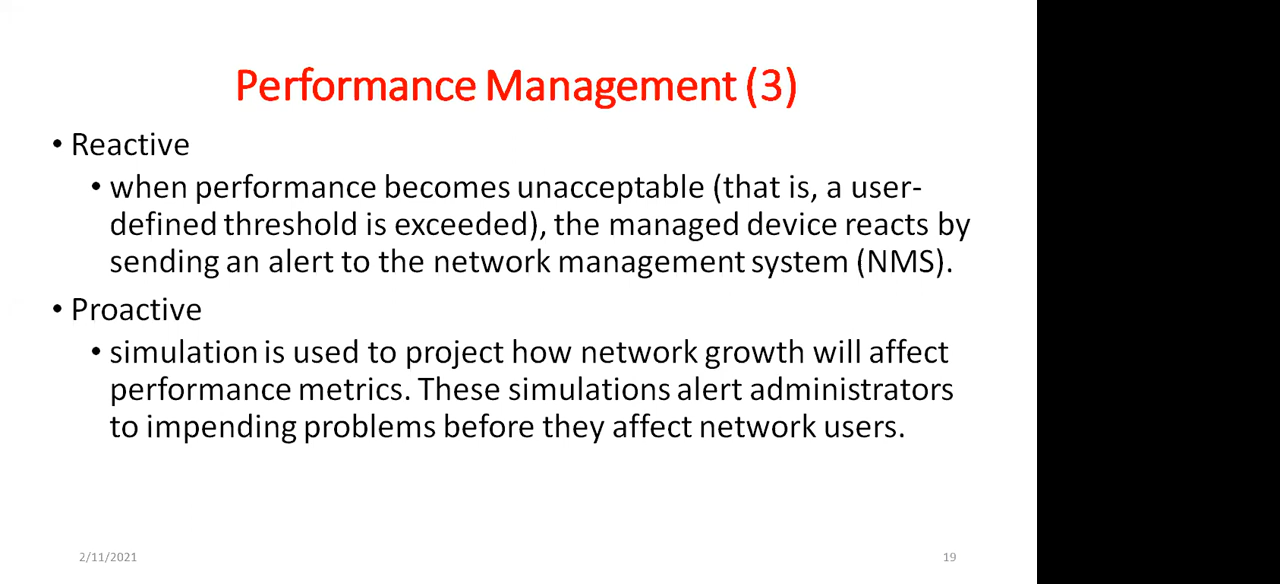 Performance Management (3)
• Reactive
• when performance becomes unacceptable (that is, a user-
defined threshold is exceeded), the managed device reacts by
sending an alert to the network management system (NMS).
• Proactive
• simulation is used to project how network growth will affect
performance metrics. These simulations alert administrators
to impending problems before they affect network users.
2/11/2021
19